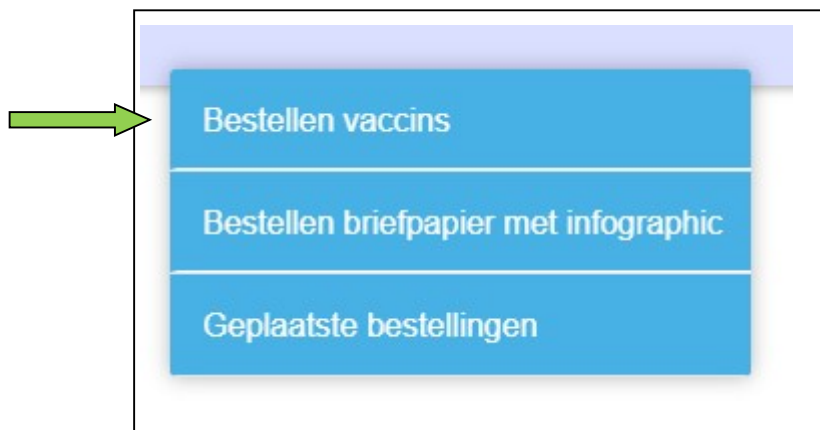 Bestellen vaccins
Bestellen briefpapier met infographic
Geplaatste bestellingen